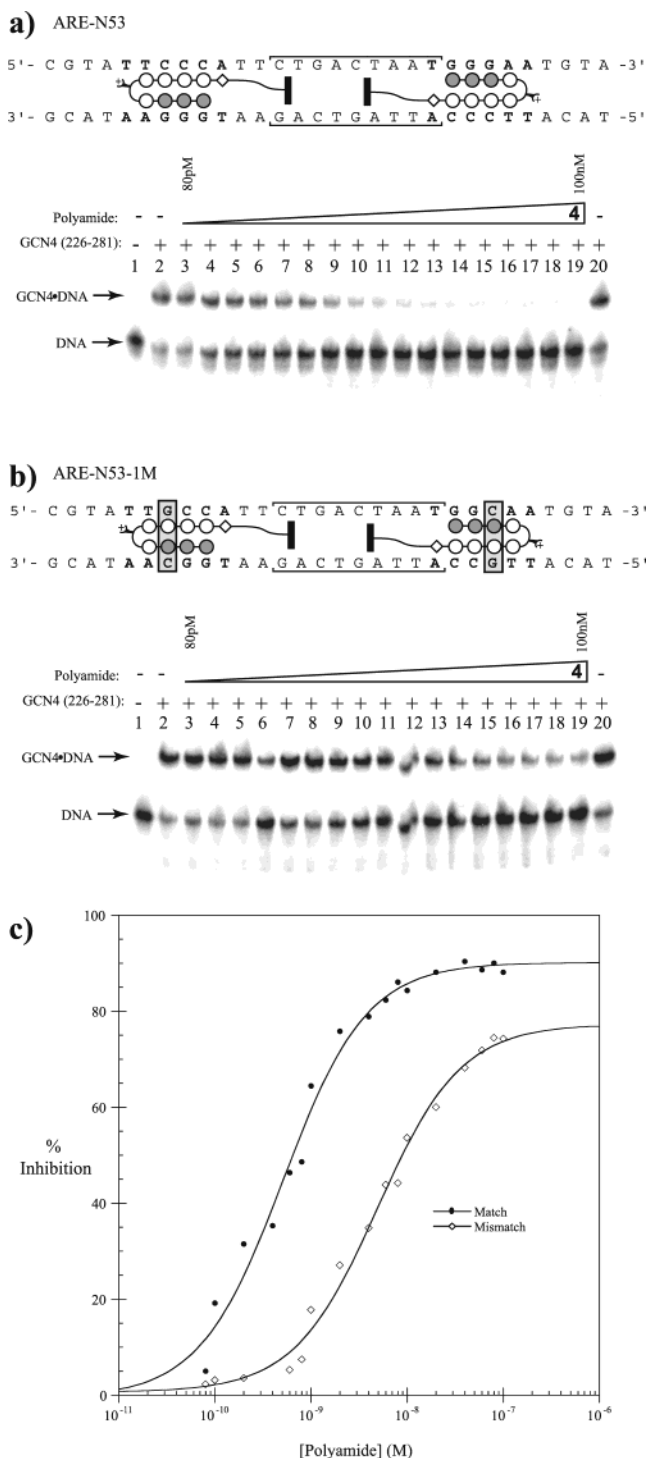 a) ARE-N53
5'- C G T A T T C C C A T T C T G A C T A A T G G G A A T G T A -3'
+ +
3'- G C A T A A G G G T A A G A C T G A T T A C C C T T A C A T -5'
80pM 100nM
Polyamide: - - 4 -
GCN4 (226-281): - + + + + + + + + + + + + + + + + + + +
1 2 3 4 5 6 7 8 9 10 11 12 13 14 15 16 17 18 19 20
GCN4•DNA
DNA
b) ARE-N53-1M
5'- C G T A T T G C C A T T C T G A C T A A T G G C A A T G T A -3'
+ +
3'- G C A T A A C G G T A A G A C T G A T T A C C G T T A C A T -5'
80pM 100nM
Polyamide: - - 4 -
GCN4 (226-281): - + + + + + + + + + + + + + + + + + + +
1 2 3 4 5 6 7 8 9 10 11 12 13 14 15 16 17 18 19 20
GCN4•DNA
DNA
c)
100
80
60
%
Inhibition
Match
Mismatch
40
20
0
10⁻¹¹ 10⁻¹⁰ 10⁻⁹ 10⁻⁸ 10⁻⁷ 10⁻⁶
[Polyamide] (M)